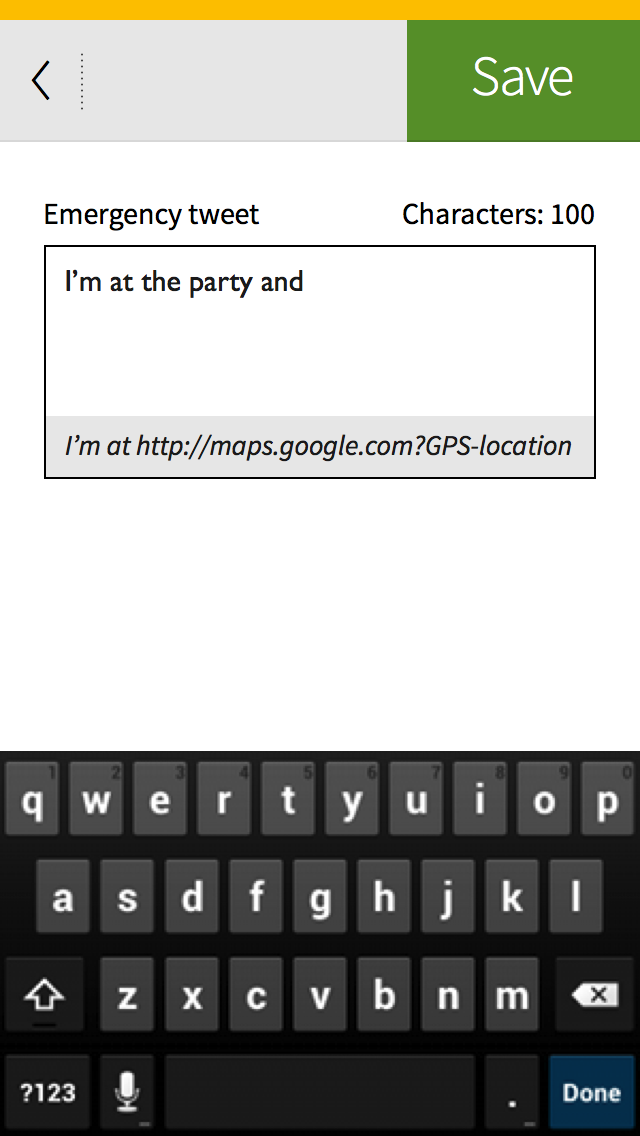 Save
Emergency tweet Characters: 100
I'm at the party and
I'm at http://maps.google.com?GPS-location
1 2 3 4 5 6 7 8 9 0
q w e r t y u i o p
a s d f g h j k l
z x c v b n m
?123 . Done